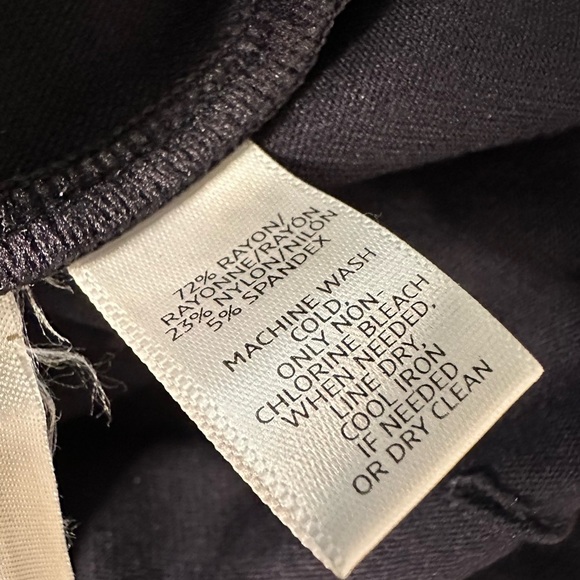 72% RAYON/
RAYONNE/RAYON
23% NYLON/NILÓN
5% SPANDEX
MACHINE WASH
COLD,
ONLY NON-
CHLORINE BLEACH
WHEN NEEDED,
LINE DRY,
COOL IRON
IF NEEDED
OR DRY CLEAN